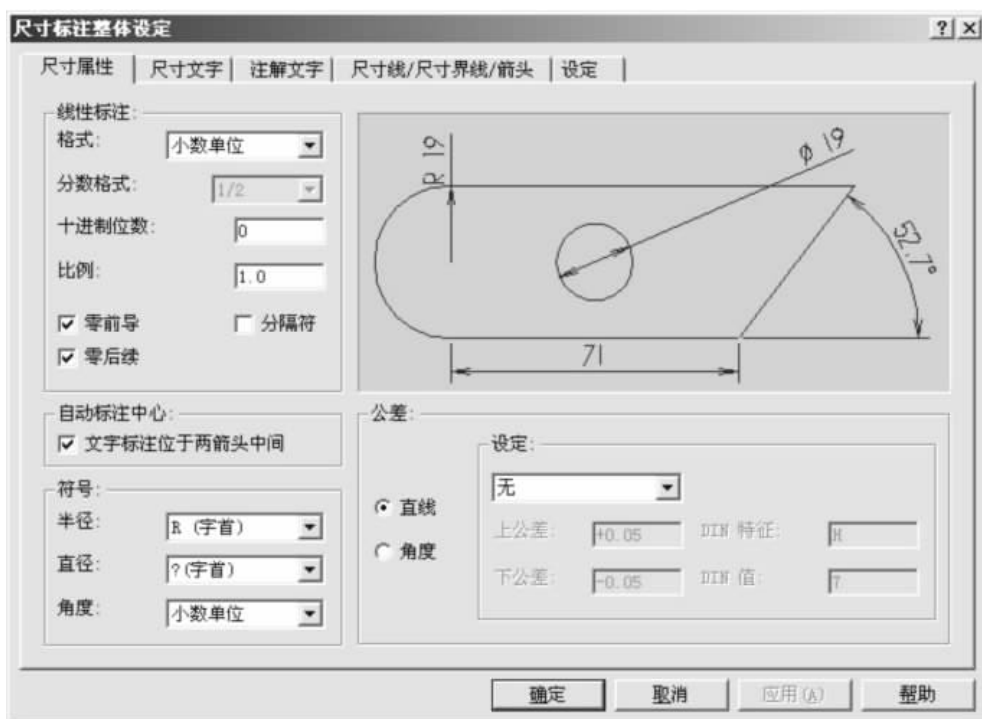 尺寸标注整体设定
尺寸属性 尺寸文字 注解文字 尺寸线/尺寸界线/箭头 设定
线性标注:
格式: 小数单位
分数格式: 1/2
十进制位数: 0
比例: 1.0
零前导 分隔符
零后续
R 19
φ 19
52.7°
71
自动标注中心:
文字标注位于两箭头中间
符号:
半径: R (字首)
直径: ?(字首)
角度: 小数单位
公差:
直线
角度
设定:
无
上公差: +0.05 DIN 特征: H
下公差: -0.05 DIN 值: 7
确定 取消 应用(A) 帮助